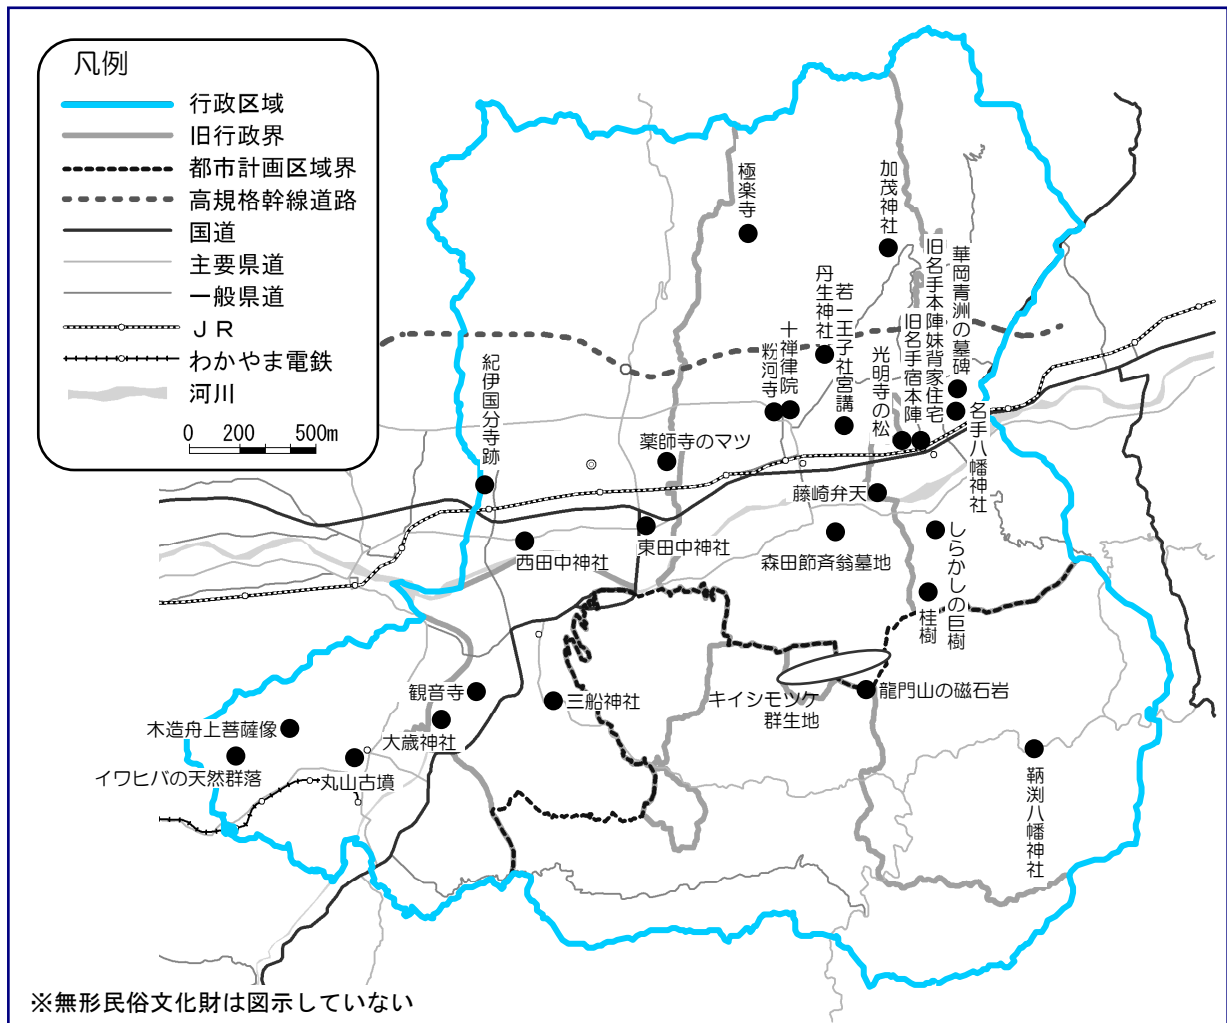 凡例
行政区域
旧行政界
都市計画区域界
高規格幹線道路
国道
主要県道
一般県道
ＪＲ
わかやま電鉄
河川
0 200 500m
極楽寺
加茂神社
丹生神社
若一王子社宮講
十禅律院
粉河寺
光明寺の松
旧名手宿本陣
旧名手本陣妹背家住宅
華岡青洲の墓碑
名手八幡神社
紀伊国分寺跡
薬師寺のマツ
藤崎弁天
西田中神社
東田中神社
森田節斉翁墓地
しらかしの巨樹
桂樹
観音寺
大歳神社
三船神社
キイシモツケ
群生地
龍門山の磁石岩
木造舟上菩薩像
イワヒバの天然群落
丸山古墳
鞆渕八幡神社
※無形民俗文化財は図示していない